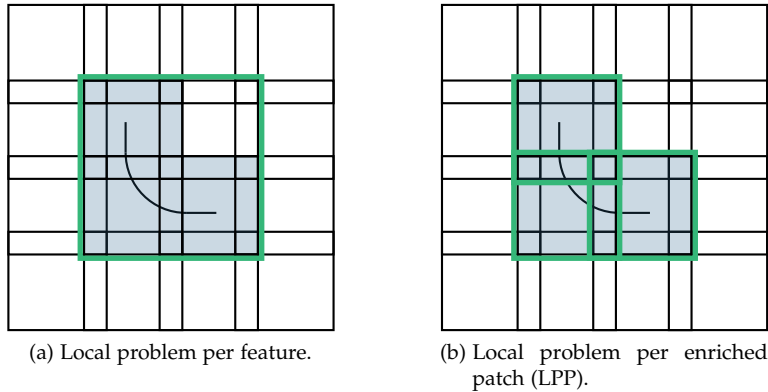 (a) Local problem per feature.
(b) Local problem per enriched
patch (LPP).